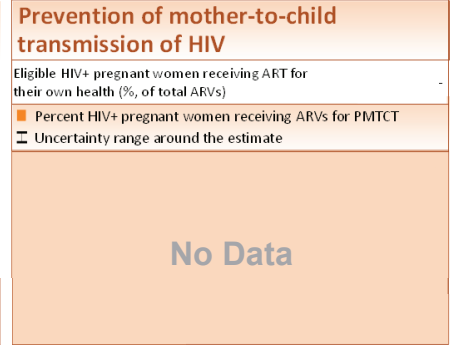 Prevention of mother-to-child
transmission of HIV
Eligible HIV+ pregnant women receiving ART for
their own health (%, of total ARVs) -
Percent HIV+ pregnant women receiving ARVs for PMTCT
Uncertainty range around the estimate
No Data